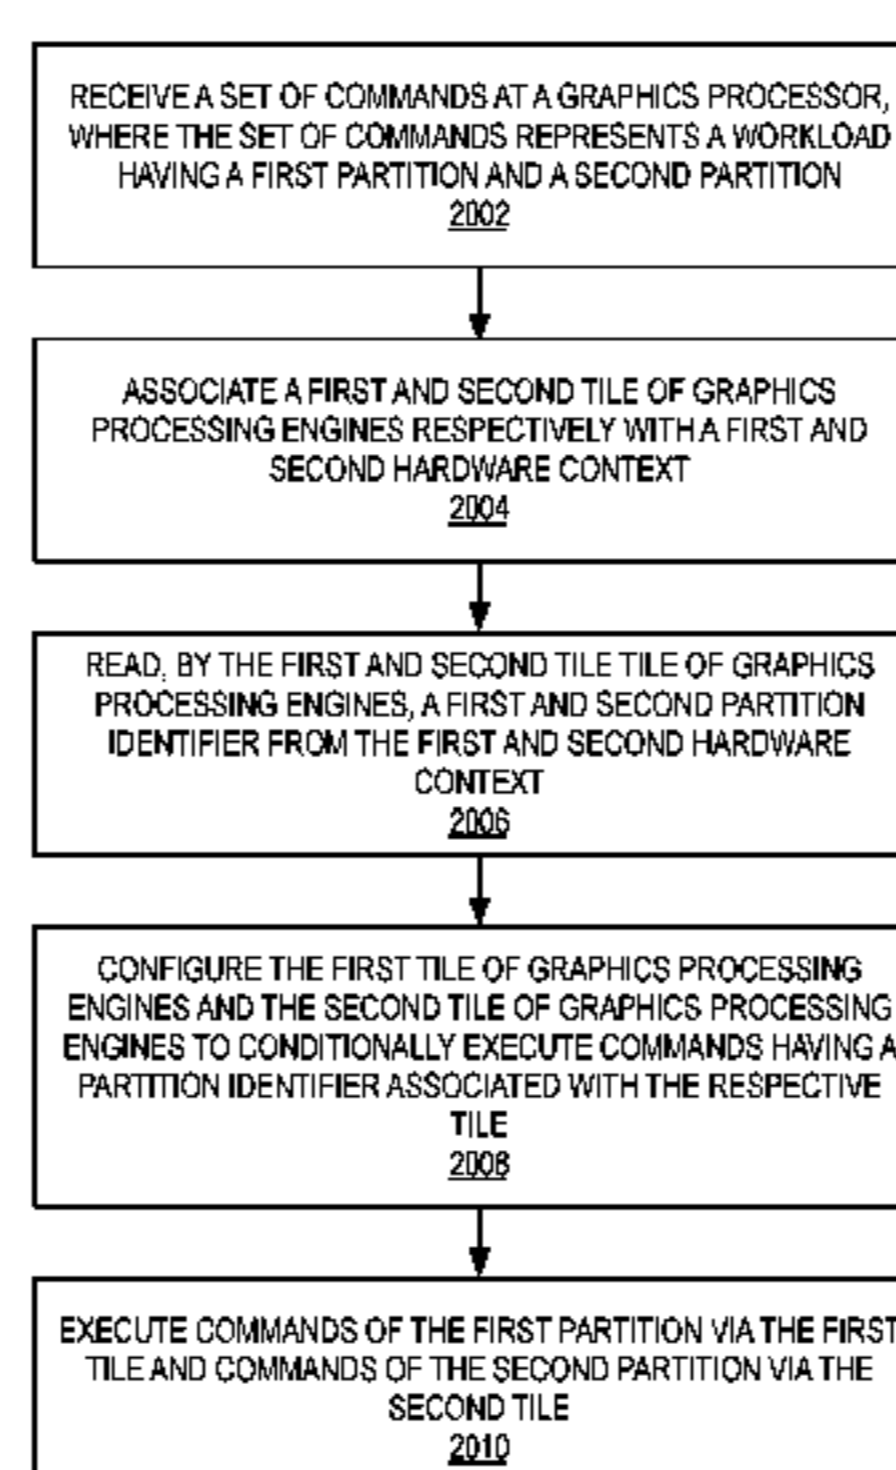 RECEIVE A SET OF COMMANDS AT A GRAPHICS PROCESSOR,
WHERE THE SET OF COMMANDS REPRESENTS A WORKLOAD
HAVING A FIRST PARTITION AND A SECOND PARTITION
2002
ASSOCIATE A FIRST AND SECOND TILE OF GRAPHICS
PROCESSING ENGINES RESPECTIVELY WITH A FIRST AND
SECOND HARDWARE CONTEXT
2004
READ, BY THE FIRST AND SECOND TILE TILE OF GRAPHICS
PROCESSING ENGINES, A FIRST AND SECOND PARTITION
IDENTIFIER FROM THE FIRST AND SECOND HARDWARE
CONTEXT
2006
CONFIGURE THE FIRST TILE OF GRAPHICS PROCESSING
ENGINES AND THE SECOND TILE OF GRAPHICS PROCESSING
ENGINES TO CONDITIONALLY EXECUTE COMMANDS HAVING A
PARTITION IDENTIFIER ASSOCIATED WITH THE RESPECTIVE
TILE
2008
EXECUTE COMMANDS OF THE FIRST PARTITION VIA THE FIRST
TILE AND COMMANDS OF THE SECOND PARTITION VIA THE
SECOND TILE
2010